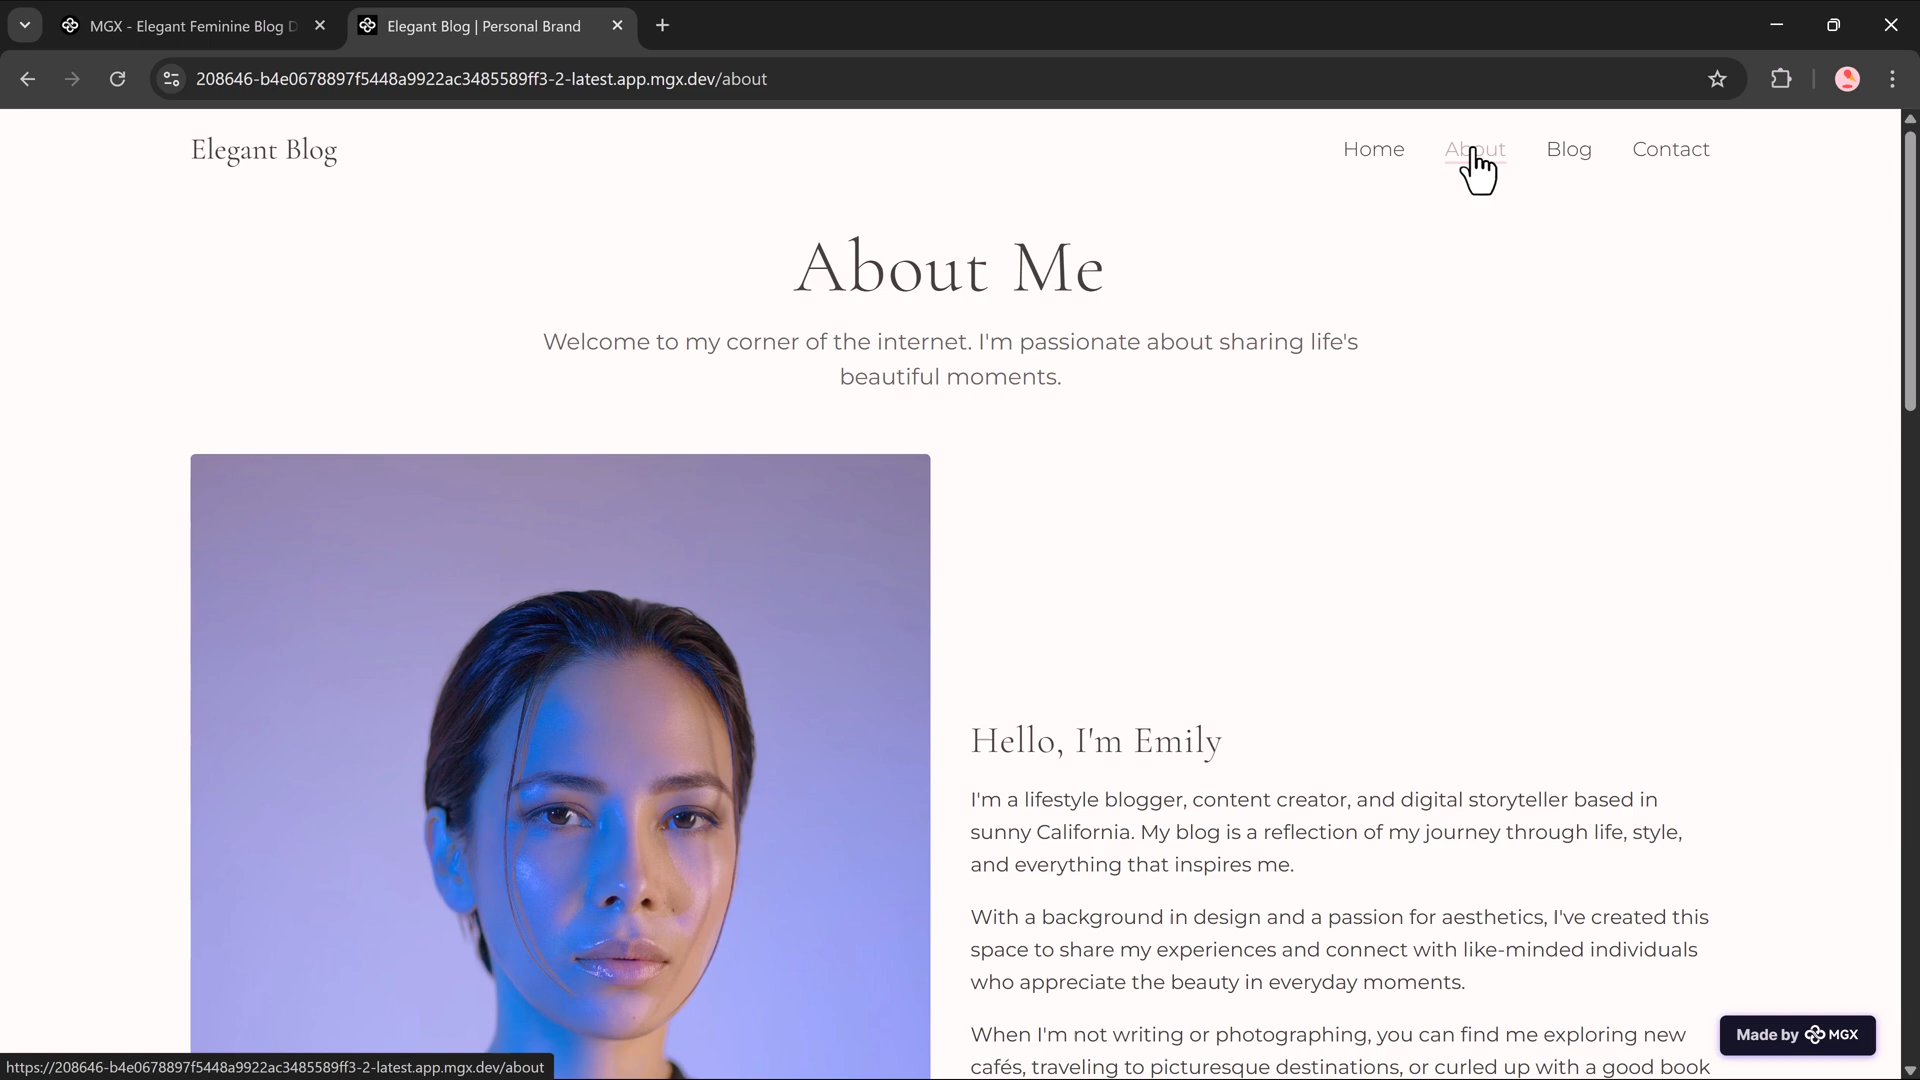 MGX - Elegant Feminine Blog D
Elegant Blog | Personal Brand
208646-b4e0678897f5448a9922ac3485589ff3-2-latest.app.mgx.dev/about
Elegant Blog
Home
About
Blog
Contact
About Me
Welcome to my corner of the internet. I'm passionate about sharing life's
beautiful moments.
Hello, I'm Emily
I'm a lifestyle blogger, content creator, and digital storyteller based in
sunny California. My blog is a reflection of my journey through life, style,
and everything that inspires me.
With a background in design and a passion for aesthetics, I've created this
space to share my experiences and connect with like-minded individuals
who appreciate the beauty in everyday moments.
When I'm not writing or photographing, you can find me exploring new
cafés, traveling to picturesque destinations, or curled up with a good book
Made by MGX
https://208646-b4e0678897f5448a9922ac3485589ff3-2-latest.app.mgx.dev/about